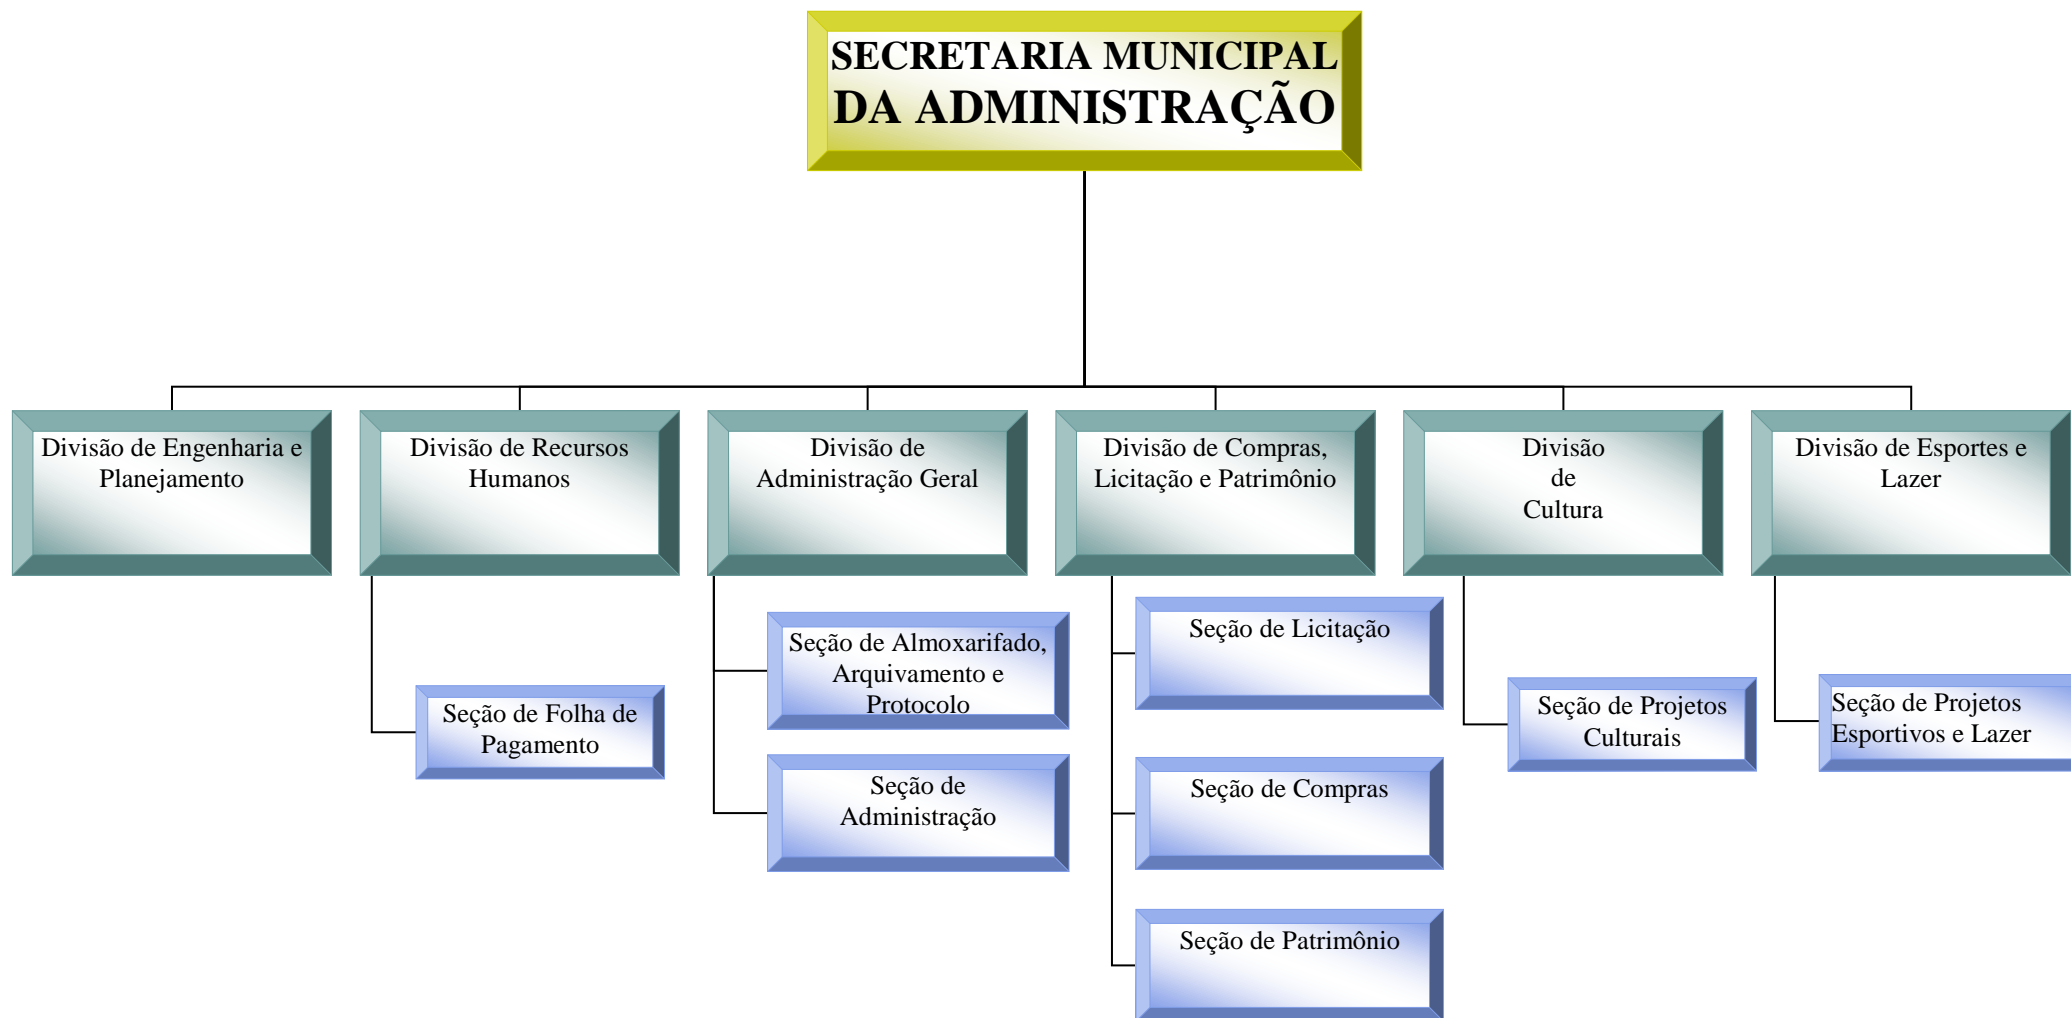 SECRETARIA MUNICIPAL
DA ADMINISTRAÇÃO
Divisão de Engenharia e
Planejamento
Divisão de Recursos
Humanos
Divisão de
Administração Geral
Divisão de Compras,
Licitação e Patrimônio
Divisão
de
Cultura
Divisão de Esportes e
Lazer
Seção de Folha de
Pagamento
Seção de Almoxarifado,
Arquivamento e
Protocolo
Seção de
Administração
Seção de Licitação
Seção de Compras
Seção de Patrimônio
Seção de Projetos
Culturais
Seção de Projetos
Esportivos e Lazer